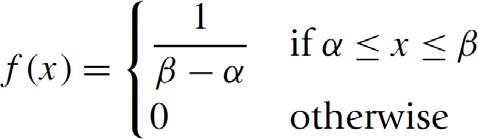 f(x) = { 1/(β − α) if α ≤ x ≤ β
0 otherwise